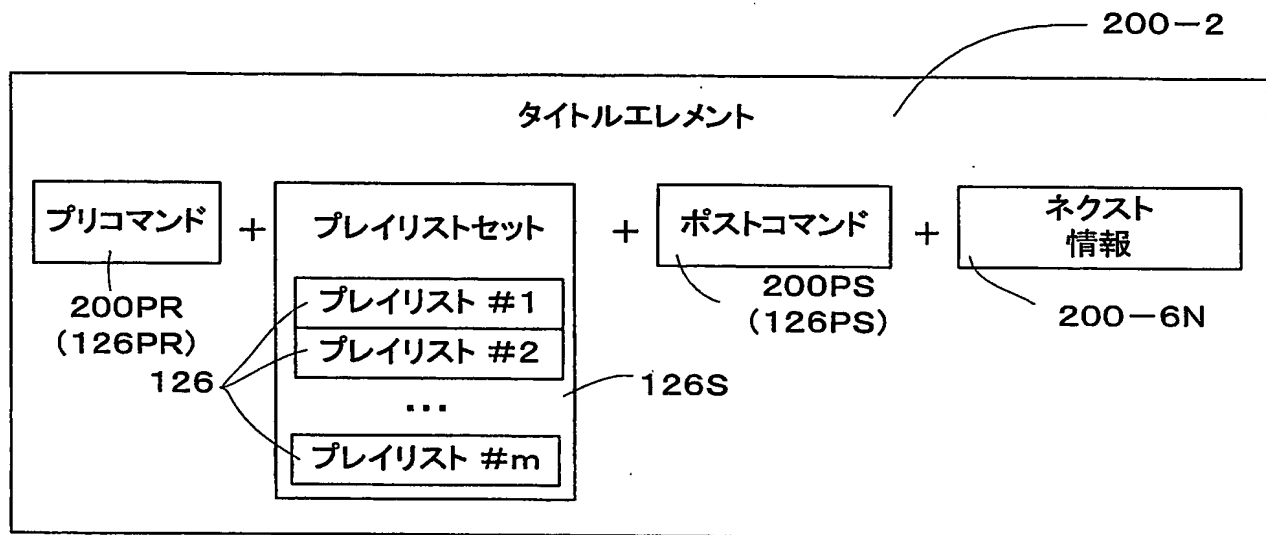 200-2
タイトルエレメント
プリコマンド
+
プレイリストセット
+
ポストコマンド
+
ネクスト
情報
200PR
(126PR)
プレイリスト #1
プレイリスト #2
...
プレイリスト #m
126
126S
200PS
(126PS)
200-6N